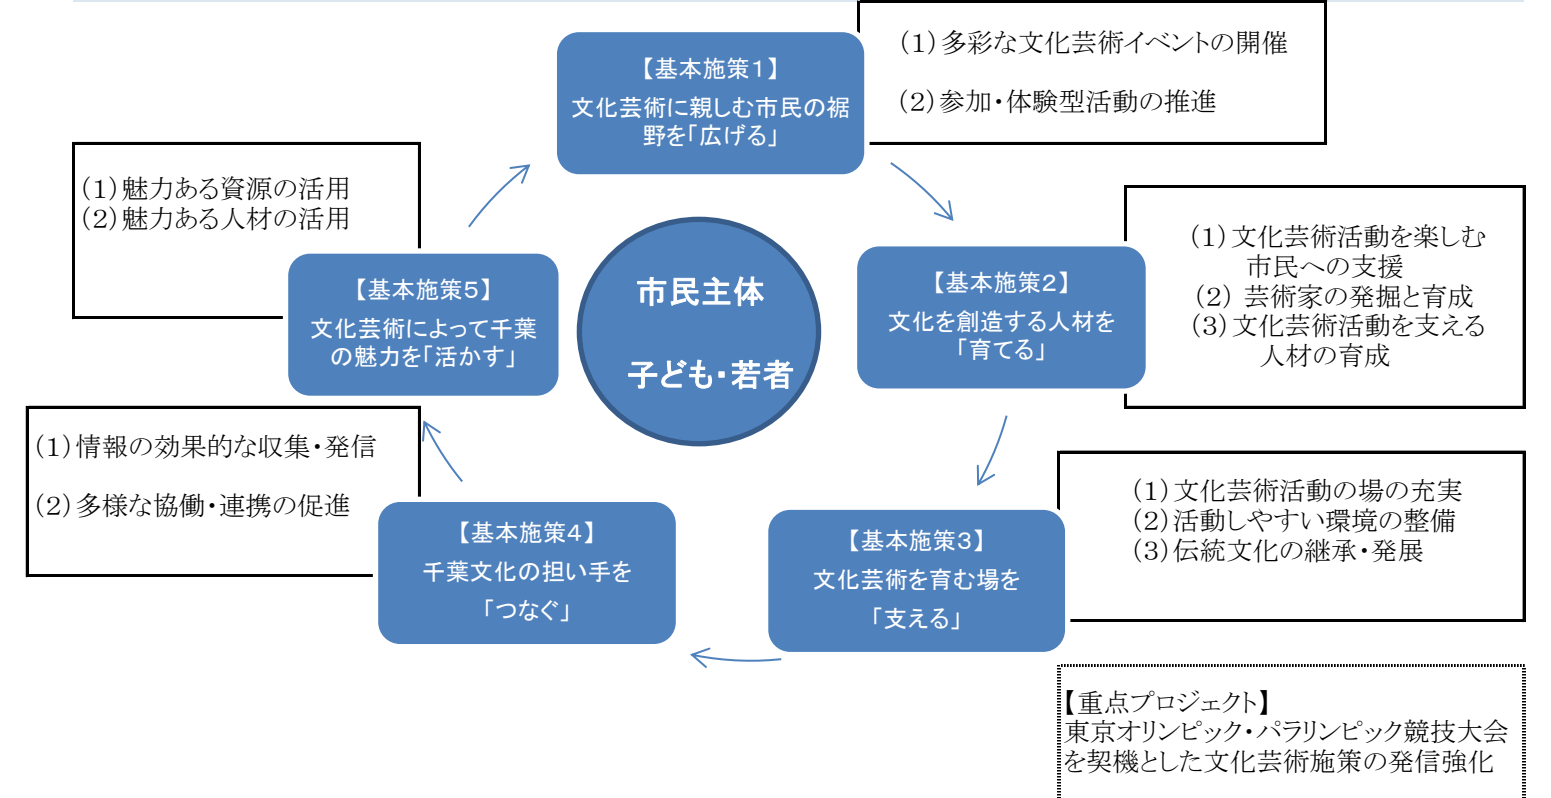 【基本施策１】
文化芸術に親しむ市民の裾
野を「広げる」
（１）多彩な文化芸術イベントの開催
（２）参加・体験型活動の推進
【基本施策２】
文化を創造する人材を
「育てる」
（１）文化芸術活動を楽しむ
市民への支援
（２） 芸術家の発掘と育成
（３）文化芸術活動を支える
人材の育成
【基本施策３】
文化芸術を育む場を
「支える」
（１）文化芸術活動の場の充実
（２）活動しやすい環境の整備
（３）伝統文化の継承・発展
【基本施策４】
千葉文化の担い手を
「つなぐ」
（１）情報の効果的な収集・発信
（２）多様な協働・連携の促進
【基本施策５】
文化芸術によって千葉
の魅力を「活かす」
（１）魅力ある資源の活用
（２）魅力ある人材の活用
市民主体
子ども・若者
【重点プロジェクト】
東京オリンピック・パラリンピック競技大会
を契機とした文化芸術施策の発信強化